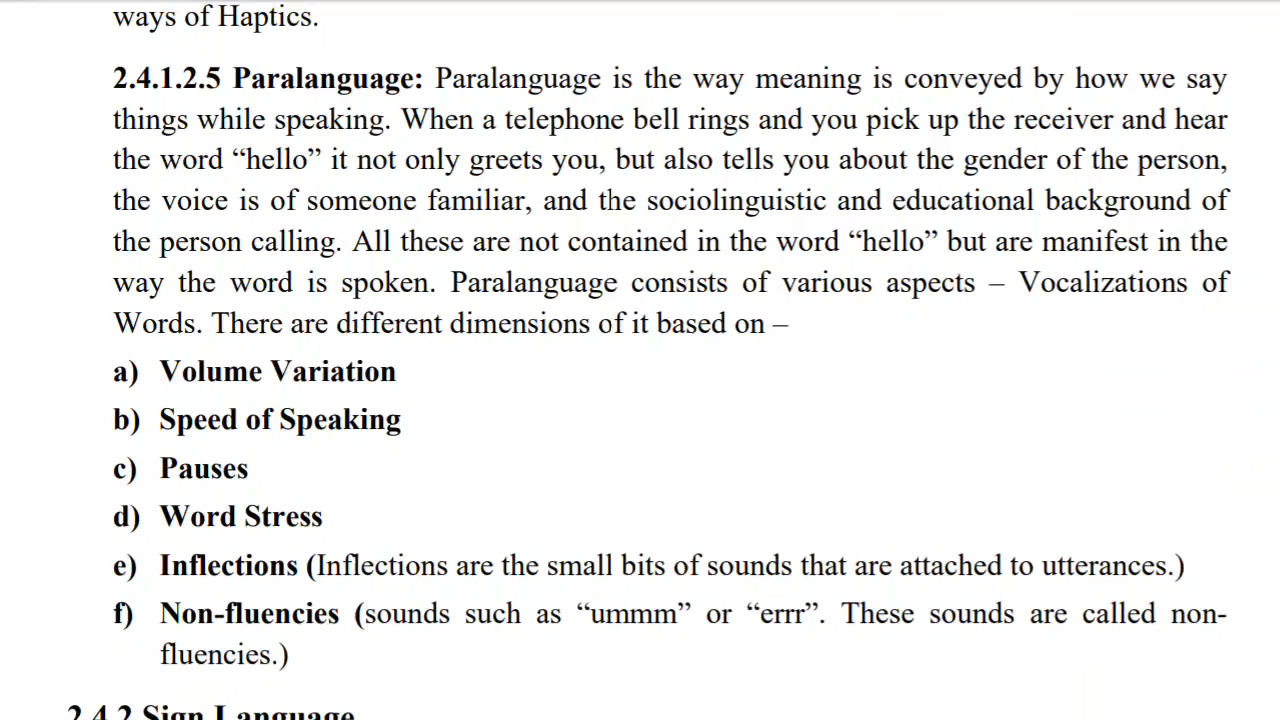 ways of Haptics.
2.4.1.2.5 Paralanguage: Paralanguage is the way meaning is conveyed by how we say
things while speaking. When a telephone bell rings and you pick up the receiver and hear
the word “hello” it not only greets you, but also tells you about the gender of the person,
the voice is of someone familiar, and the sociolinguistic and educational background of
the person calling. All these are not contained in the word “hello” but are manifest in the
way the word is spoken. Paralanguage consists of various aspects – Vocalizations of
Words. There are different dimensions of it based on –
a) Volume Variation
b) Speed of Speaking
c) Pauses
d) Word Stress
e) Inflections (Inflections are the small bits of sounds that are attached to utterances.)
f) Non-fluencies (sounds such as “ummm” or “errr”. These sounds are called non-
fluencies.)
2.4.2 Sign Language